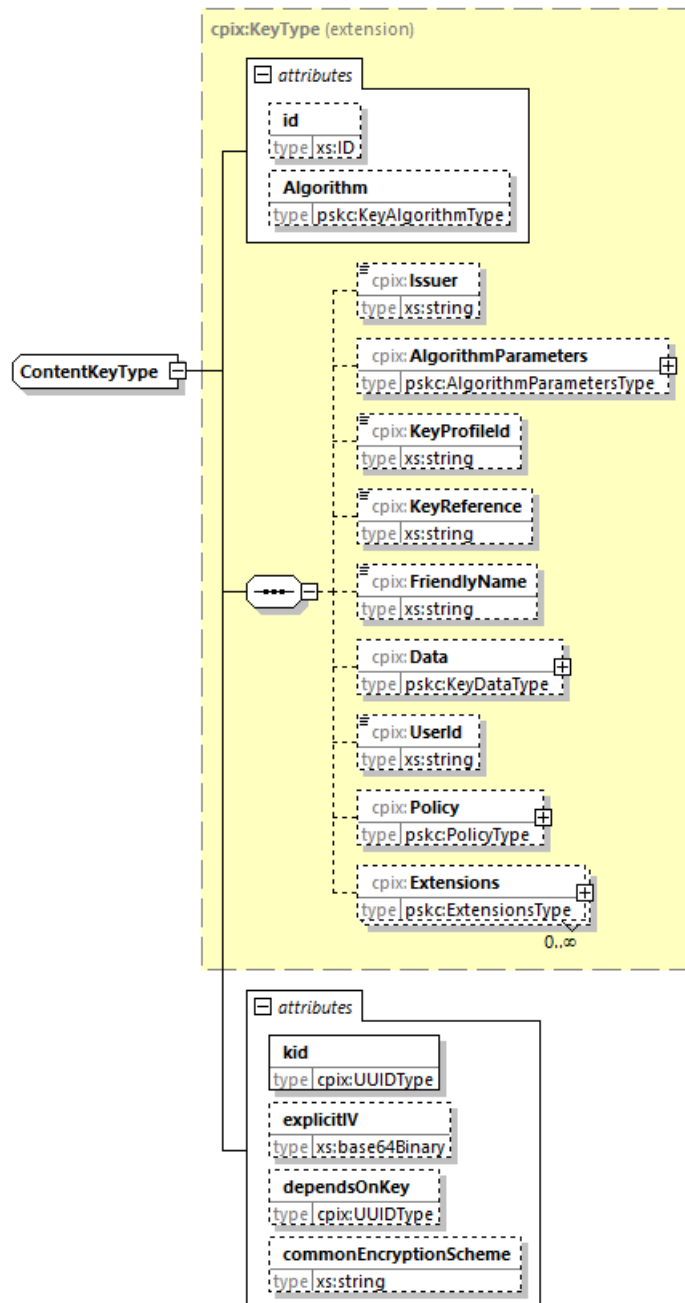 cpix:KeyType (extension)
attributes
id
type xs:ID
Algorithm
type pskc:KeyAlgorithmType
cpix:Issuer
type xs:string
cpix:AlgorithmParameters
type pskc:AlgorithmParametersType
ContentKeyType
cpix:KeyProfileId
type xs:string
cpix:KeyReference
type xs:string
cpix:FriendlyName
type xs:string
cpix:Data
type pskc:KeyDataType
cpix:UserId
type xs:string
cpix:Policy
type pskc:PolicyType
cpix:Extensions
type pskc:ExtensionsType
0..∞
attributes
kid
type cpix:UUIDType
explicitIV
type xs:base64Binary
dependsOnKey
type cpix:UUIDType
commonEncryptionScheme
type xs:string